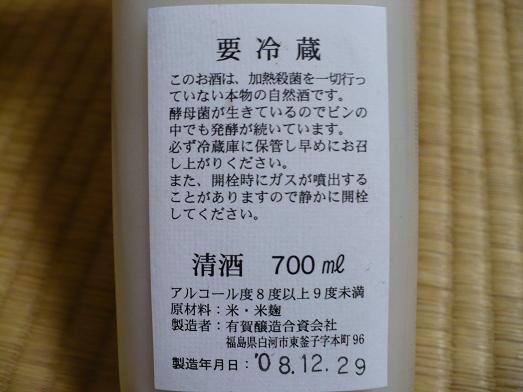 要冷蔵
このお酒は、加熱殺菌を一切行っ
ていない本物の自然酒です。
酵母菌が生きているのでビンの
中でも発酵が続いています。
必ず冷蔵庫に保管し早めにお召
し上がりください。
また、開栓時にガスが噴出する
ことがありますので静かに開栓
してください。
清酒 700㎖
アルコール度8度以上9度未満
原材料：米・米麹
製造者：有賀醸造合資会社
福島県白河市東釜子字本町96
製造年月日：'08.12.29